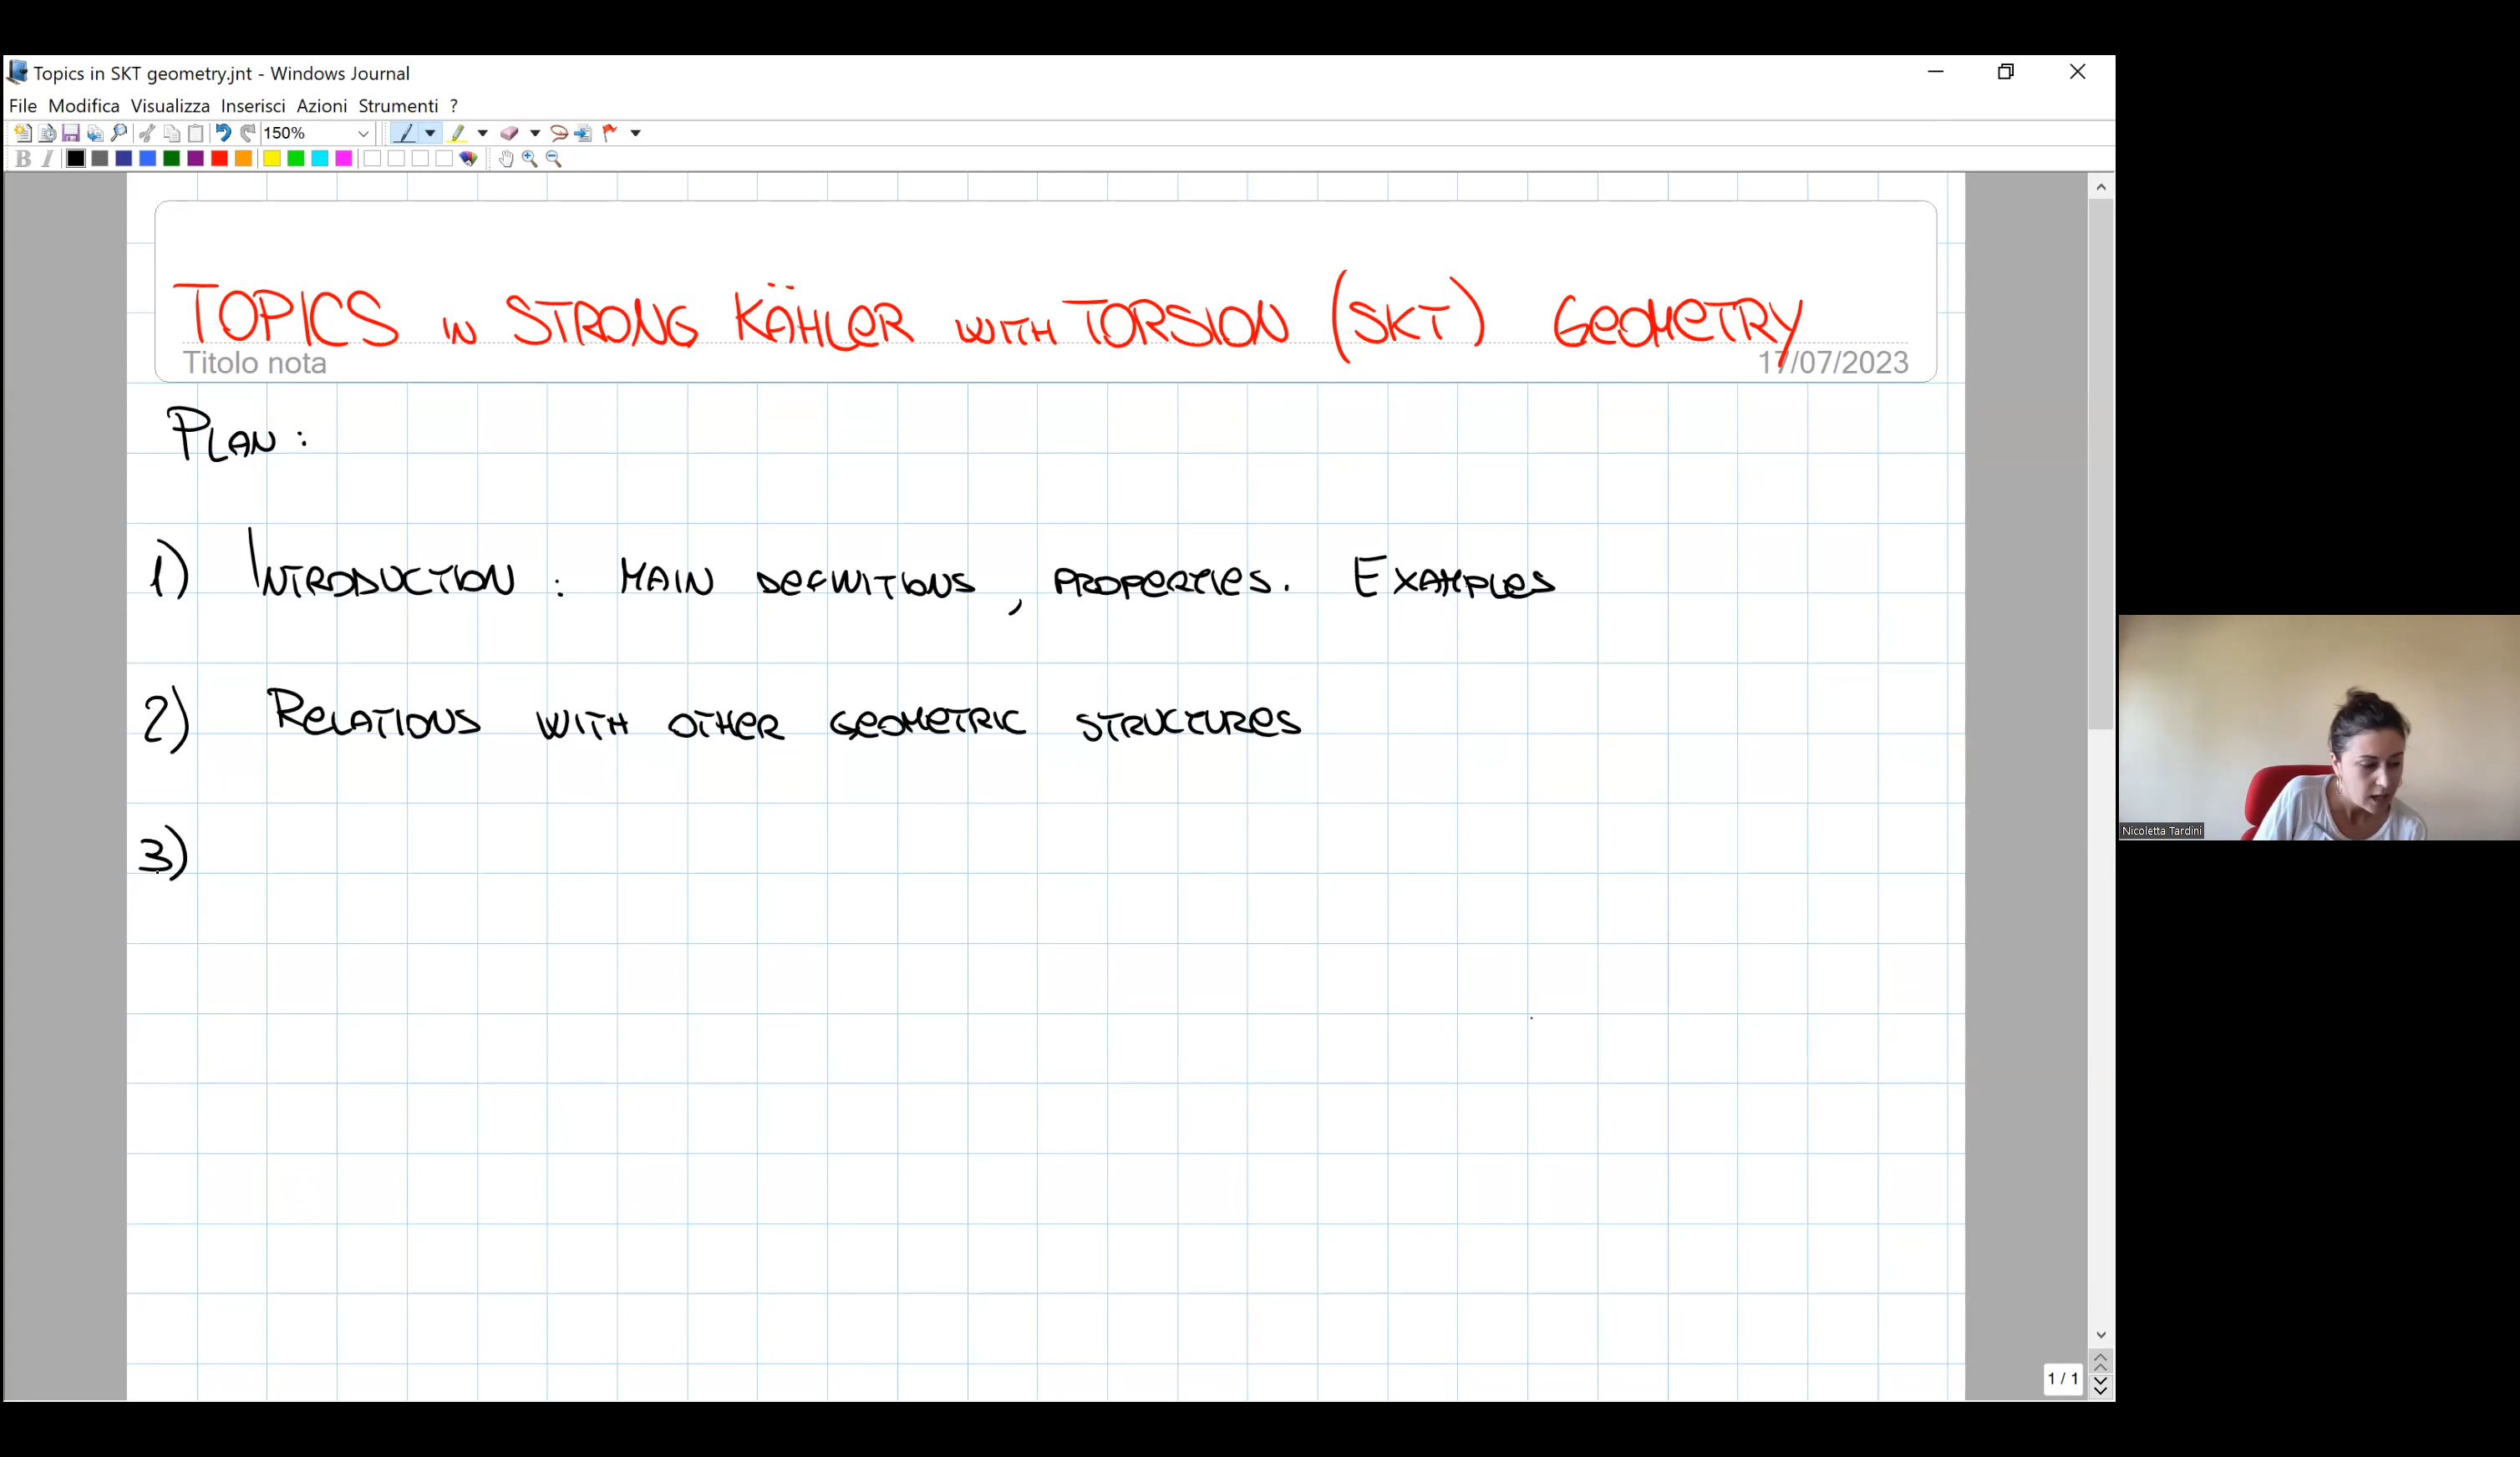 Topics in SKT geometry.jnt - Windows Journal
File Modifica Visualizza Inserisci Azioni Strumenti ?
150%
B I
TOPICS IN STRONG KÄHLER WITH TORSION (SKT) GEOMETRY
Titolo nota 17/07/2023
PLAN :
1) INTRODUCTION : MAIN DEFINITIONS , PROPERTIES. EXAMPLES
2) RELATIONS WITH OTHER GEOMETRIC STRUCTURES
3)
Nicoletta Tardini
1 / 1